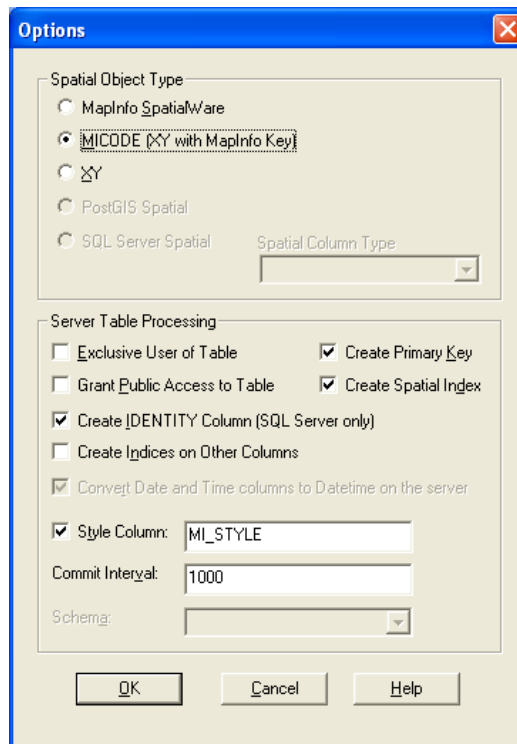 Options
Spatial Object Type
MapInfo SpatialWare
MICODE (XY with MapInfo Key)
XY
PostGIS Spatial
SQL Server Spatial Spatial Column Type
Server Table Processing
Exclusive User of Table Create Primary Key
Grant Public Access to Table Create Spatial Index
Create IDENTITY Column (SQL Server only)
Create Indices on Other Columns
Convert Date and Time columns to Datetime on the server
Style Column: MI_STYLE
Commit Interval: 1000
Schema:
OK Cancel Help